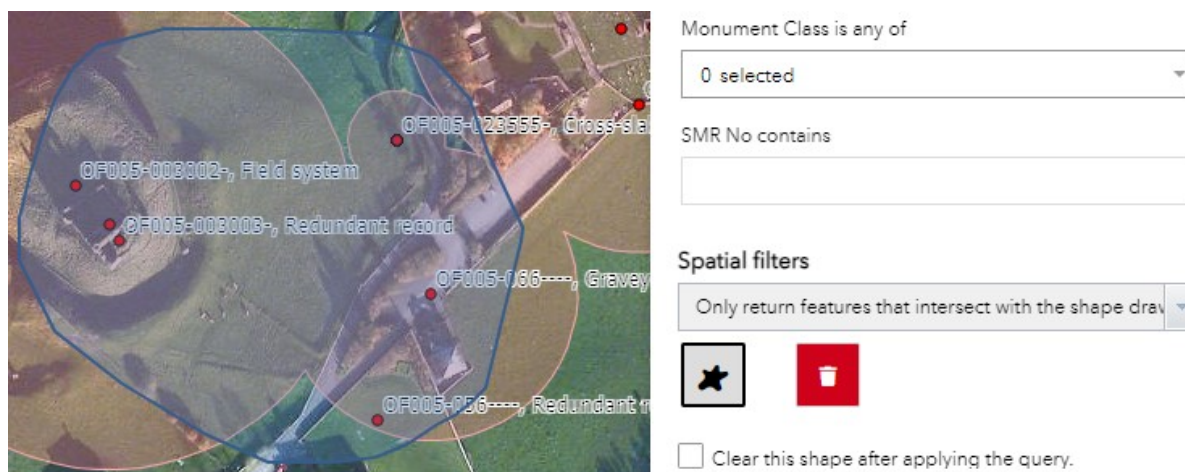 OF005-023555-, Cross-sla
OF005-003002-, Field system
OF005-003003-, Redundant record
OF005-066----, Gravey
OF005-056----, Redundant r
Monument Class is any of
0 selected
SMR No contains
Spatial filters
Only return features that intersect with the shape draw
Clear this shape after applying the query.